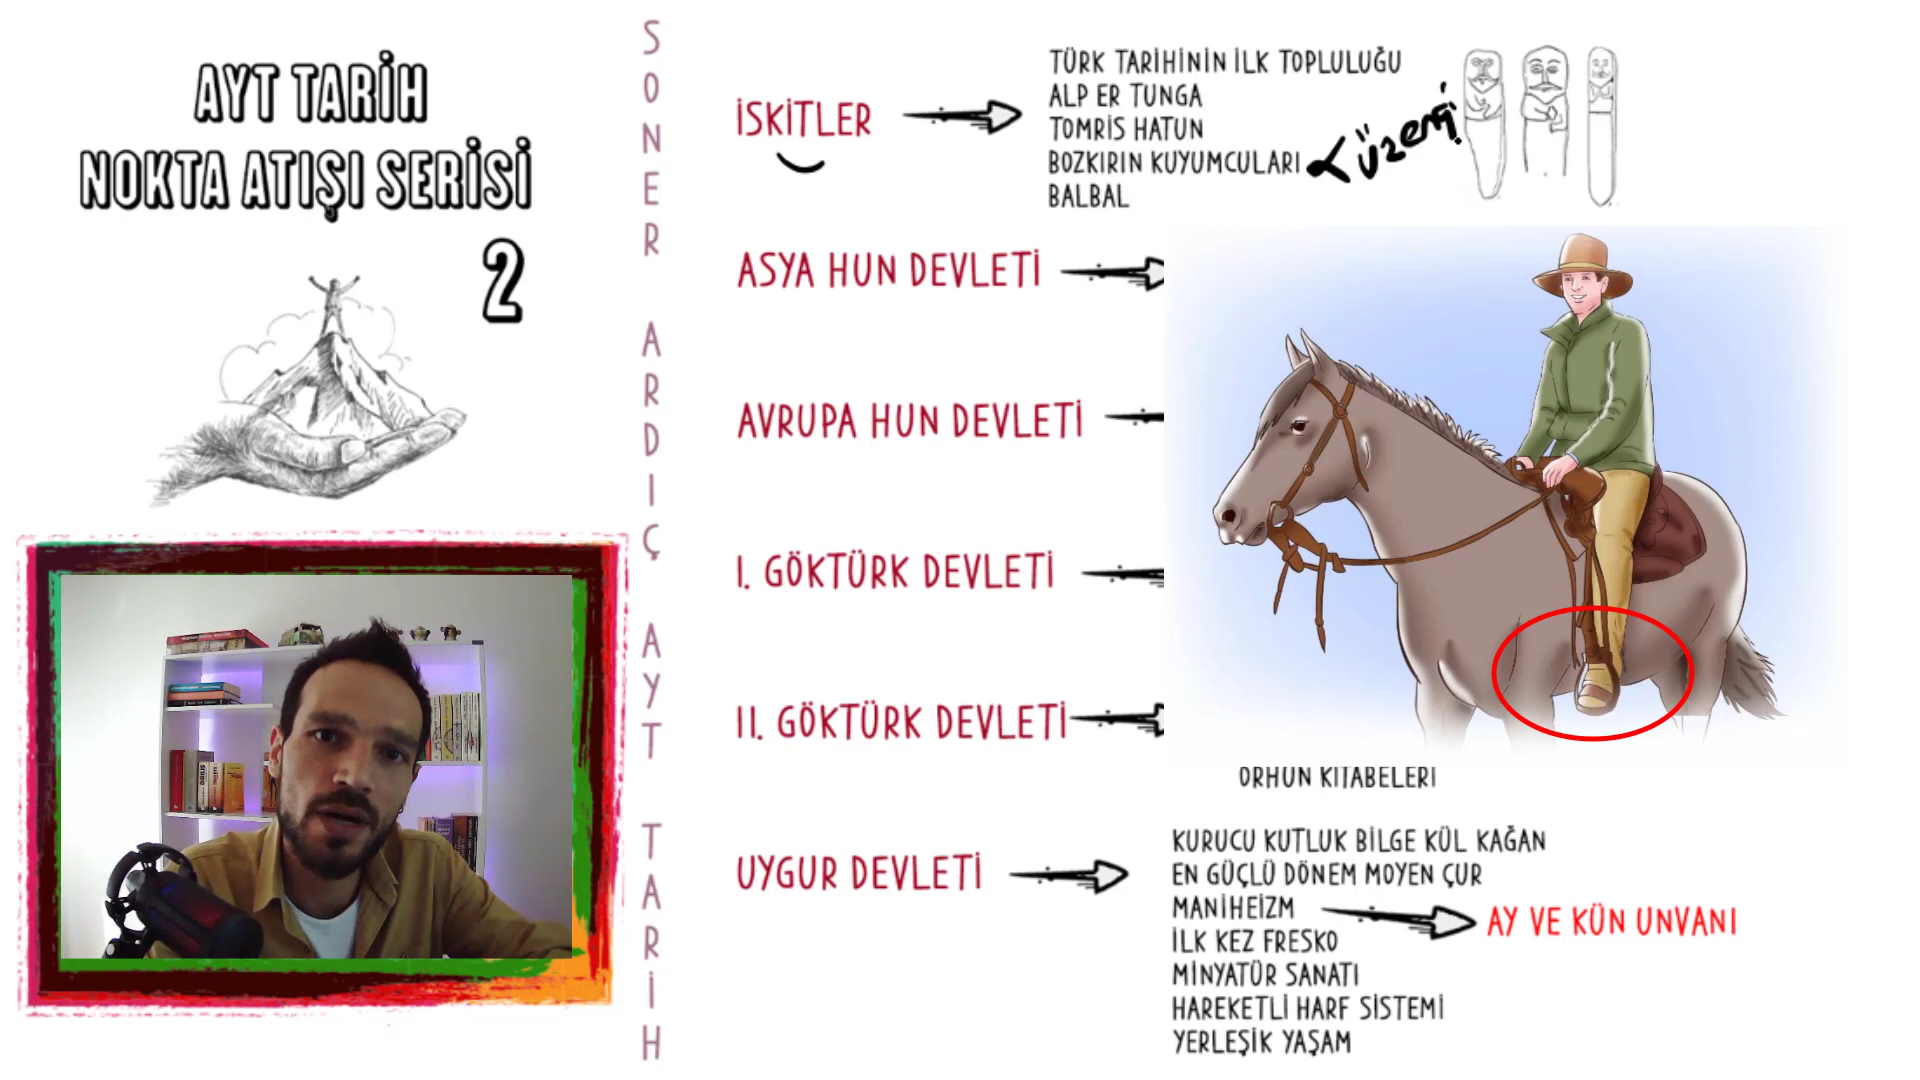 AYT TARİH
NOKTA ATIŞI SERİSİ
2
SONER ARDIÇ AYT TARİH
İSKİTLER
TÜRK TARİHİNİN İLK TOPLULUĞU
ALP ER TUNGA
TOMRİS HATUN
BOZKIRIN KUYUMCULARI
üzengi
BALBAL
ASYA HUN DEVLETİ
AVRUPA HUN DEVLETİ
I. GÖKTÜRK DEVLETİ
II. GÖKTÜRK DEVLETİ
ORHUN KİTABELERİ
UYGUR DEVLETİ
KURUCU KUTLUK BİLGE KÜL KAĞAN
EN GÜÇLÜ DÖNEM MOYEN ÇUR
MANİHEİZM
AY VE KÜN UNVANI
İLK KEZ FRESKO
MİNYATÜR SANATI
HAREKETLİ HARF SİSTEMİ
YERLEŞİK YAŞAM